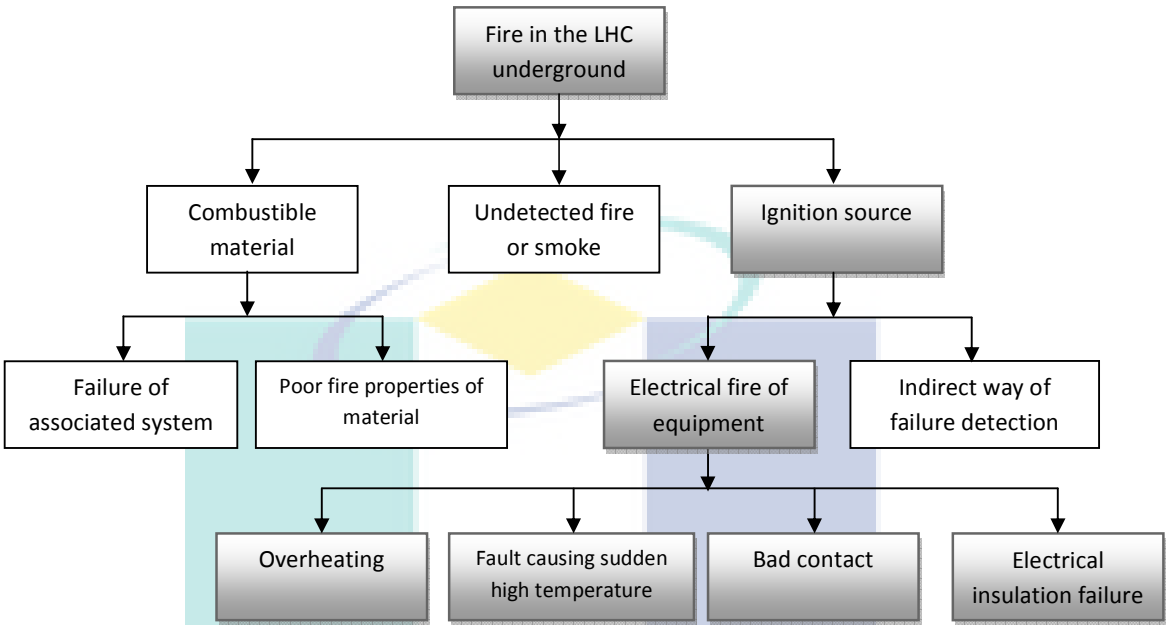 Fire in the LHC
underground
Combustible
material
Undetected fire
or smoke
Ignition source
Failure of
associated system
Poor fire properties of
material
Electrical fire of
equipment
Indirect way of
failure detection
Overheating
Fault causing sudden
high temperature
Bad contact
Electrical
insulation failure